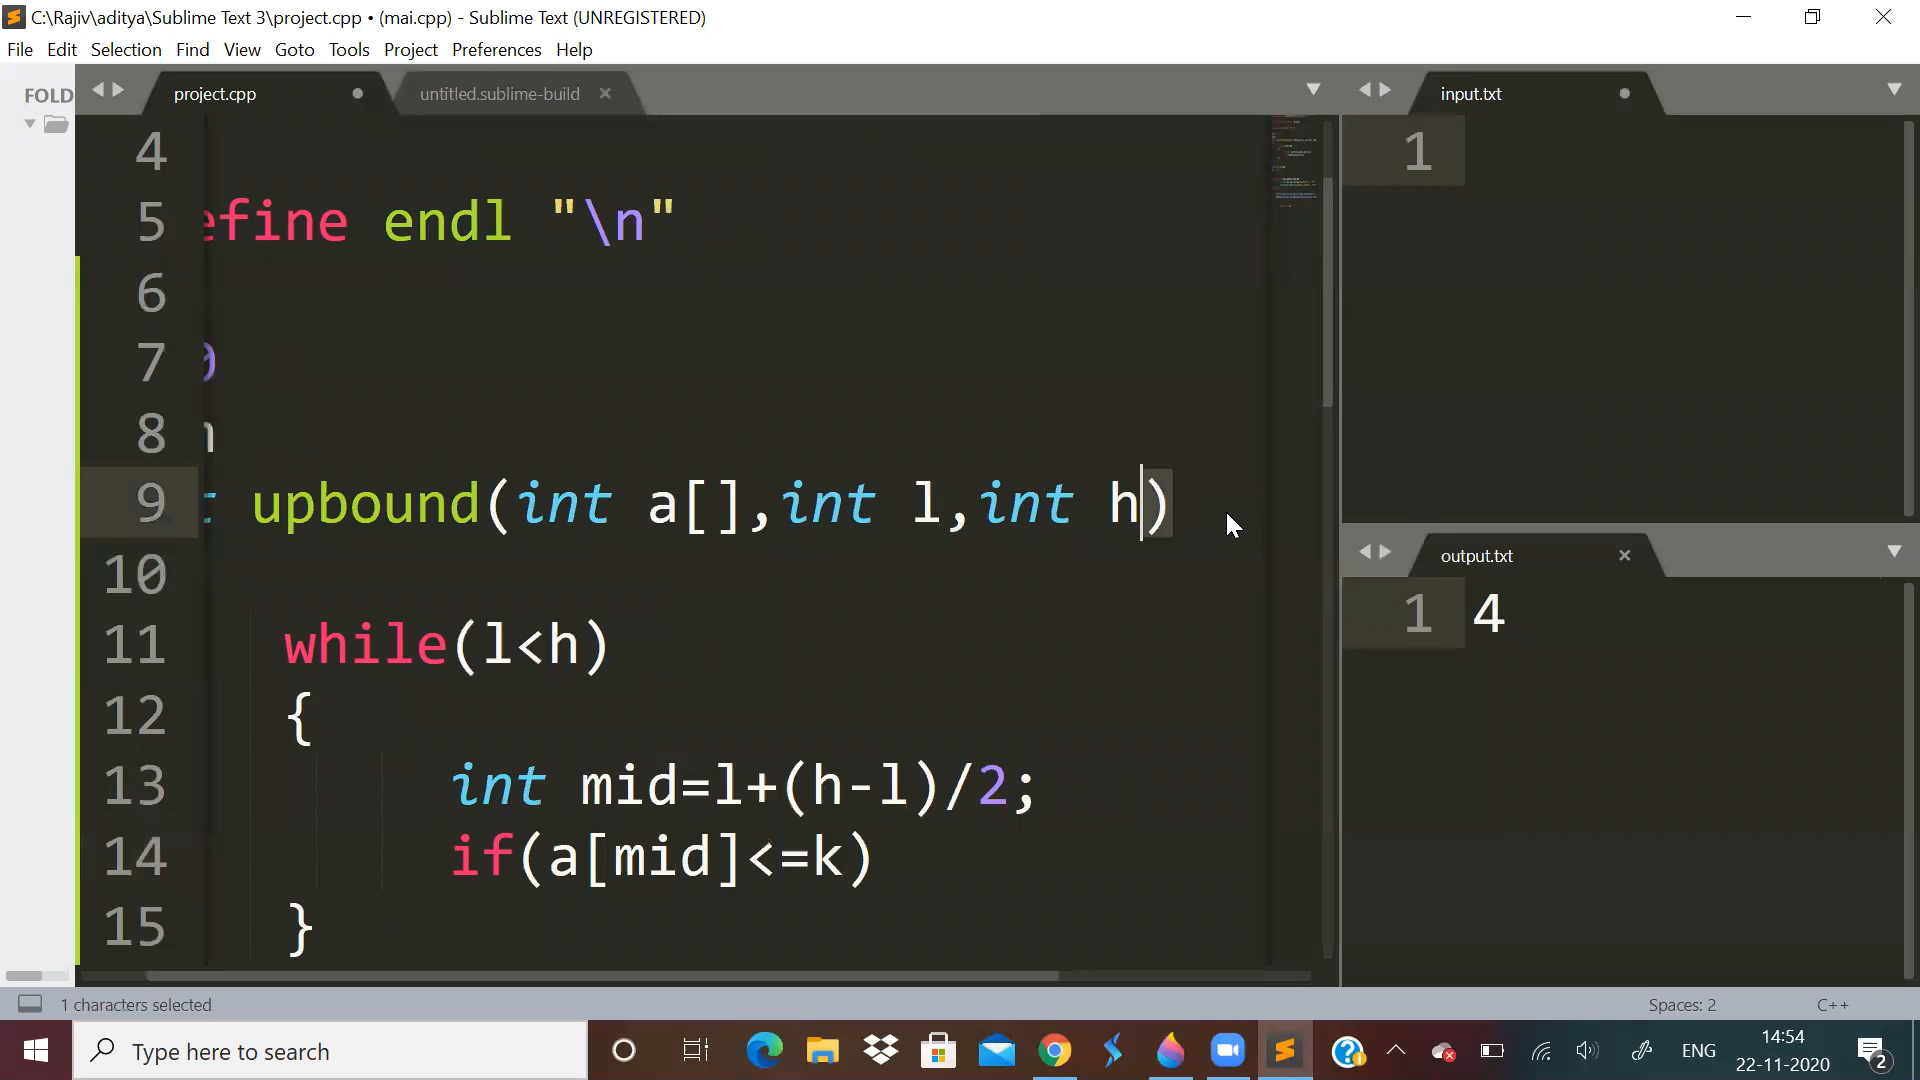 C:\Rajiv\aditya\Sublime Text 3\project.cpp • (mai.cpp) - Sublime Text (UNREGISTERED)
File Edit Selection Find View Goto Tools Project Preferences Help
FOLD
project.cpp
untitled.sublime-build
4
5 efine endl "\n"
6
7 0
8 n
9 t upbound(int a[],int l,int h)
10
11 while(l<h)
12 {
13 int mid=l+(h-l)/2;
14 if(a[mid]<=k)
15 }
input.txt
1
output.txt
1 4
1 characters selected
Spaces: 2 C++
Type here to search
ENG
14:54
22-11-2020
2